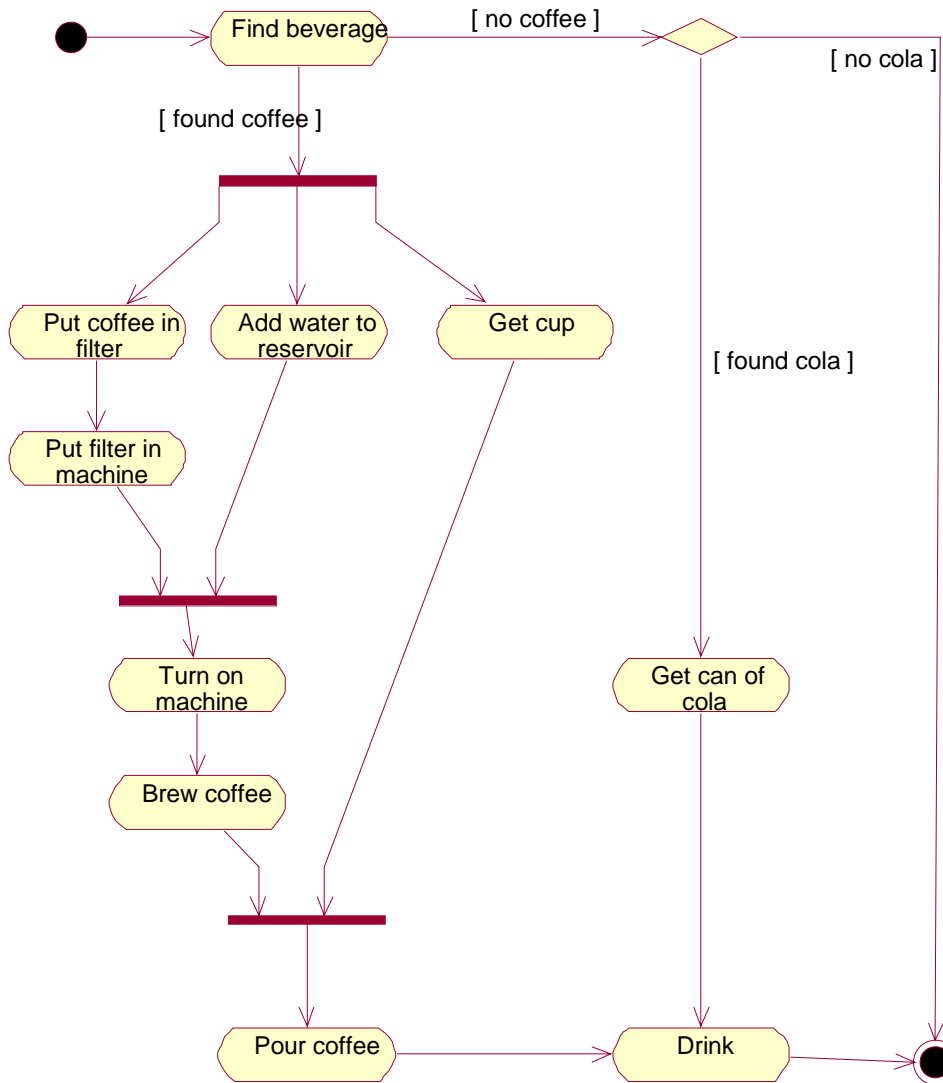 Find beverage
[ no coffee ]
[ no cola ]
[ found coffee ]
Put coffee in
filter
Add water to
reservoir
Get cup
[ found cola ]
Put filter in
machine
Turn on
machine
Get can of
cola
Brew coffee
Pour coffee
Drink